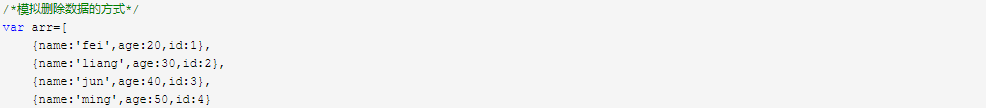 /*模拟删除数据的方式*/
var arr=[
    {name:'fei',age:20,id:1},
    {name:'liang',age:30,id:2},
    {name:'jun',age:40,id:3},
    {name:'ming',age:50,id:4}